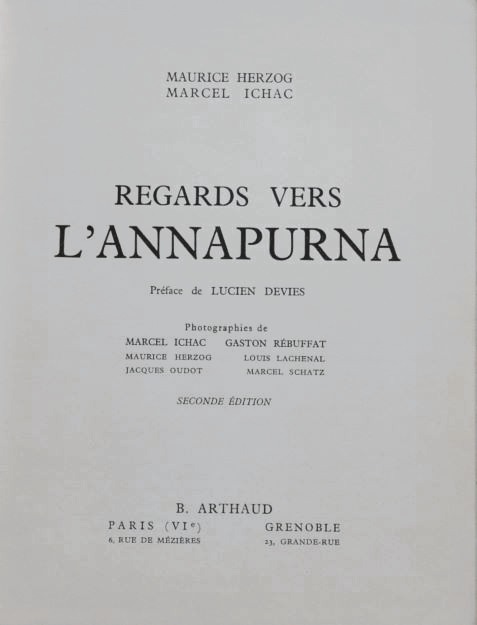 MAURICE HERZOG
MARCEL ICHAC
REGARDS VERS
L'ANNAPURNA
Préface de LUCIEN DEVIES
Photographies de
MARCEL ICHAC GASTON RÉBUFFAT
MAURICE HERZOG LOUIS LACHENAL
JACQUES OUDOT MARCEL SCHATZ
SECONDE ÉDITION
B. ARTHAUD
PARIS (VIe) GRENOBLE
6, RUE DE MÉZIÈRES 23, GRANDE-RUE